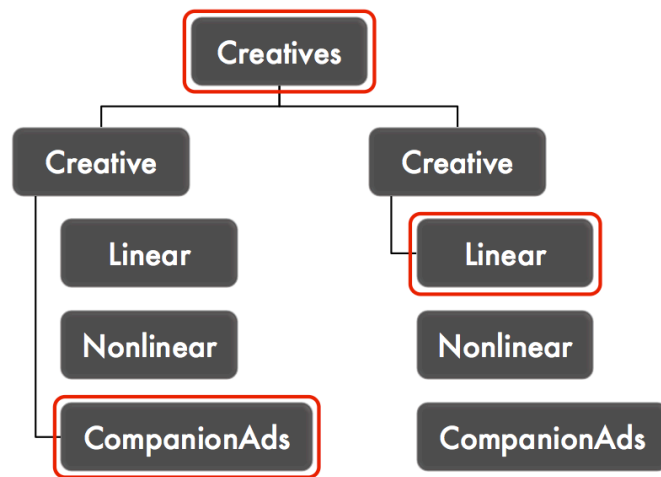 Creatives
Creative
Creative
Linear
Linear
Nonlinear
Nonlinear
CompanionAds
CompanionAds